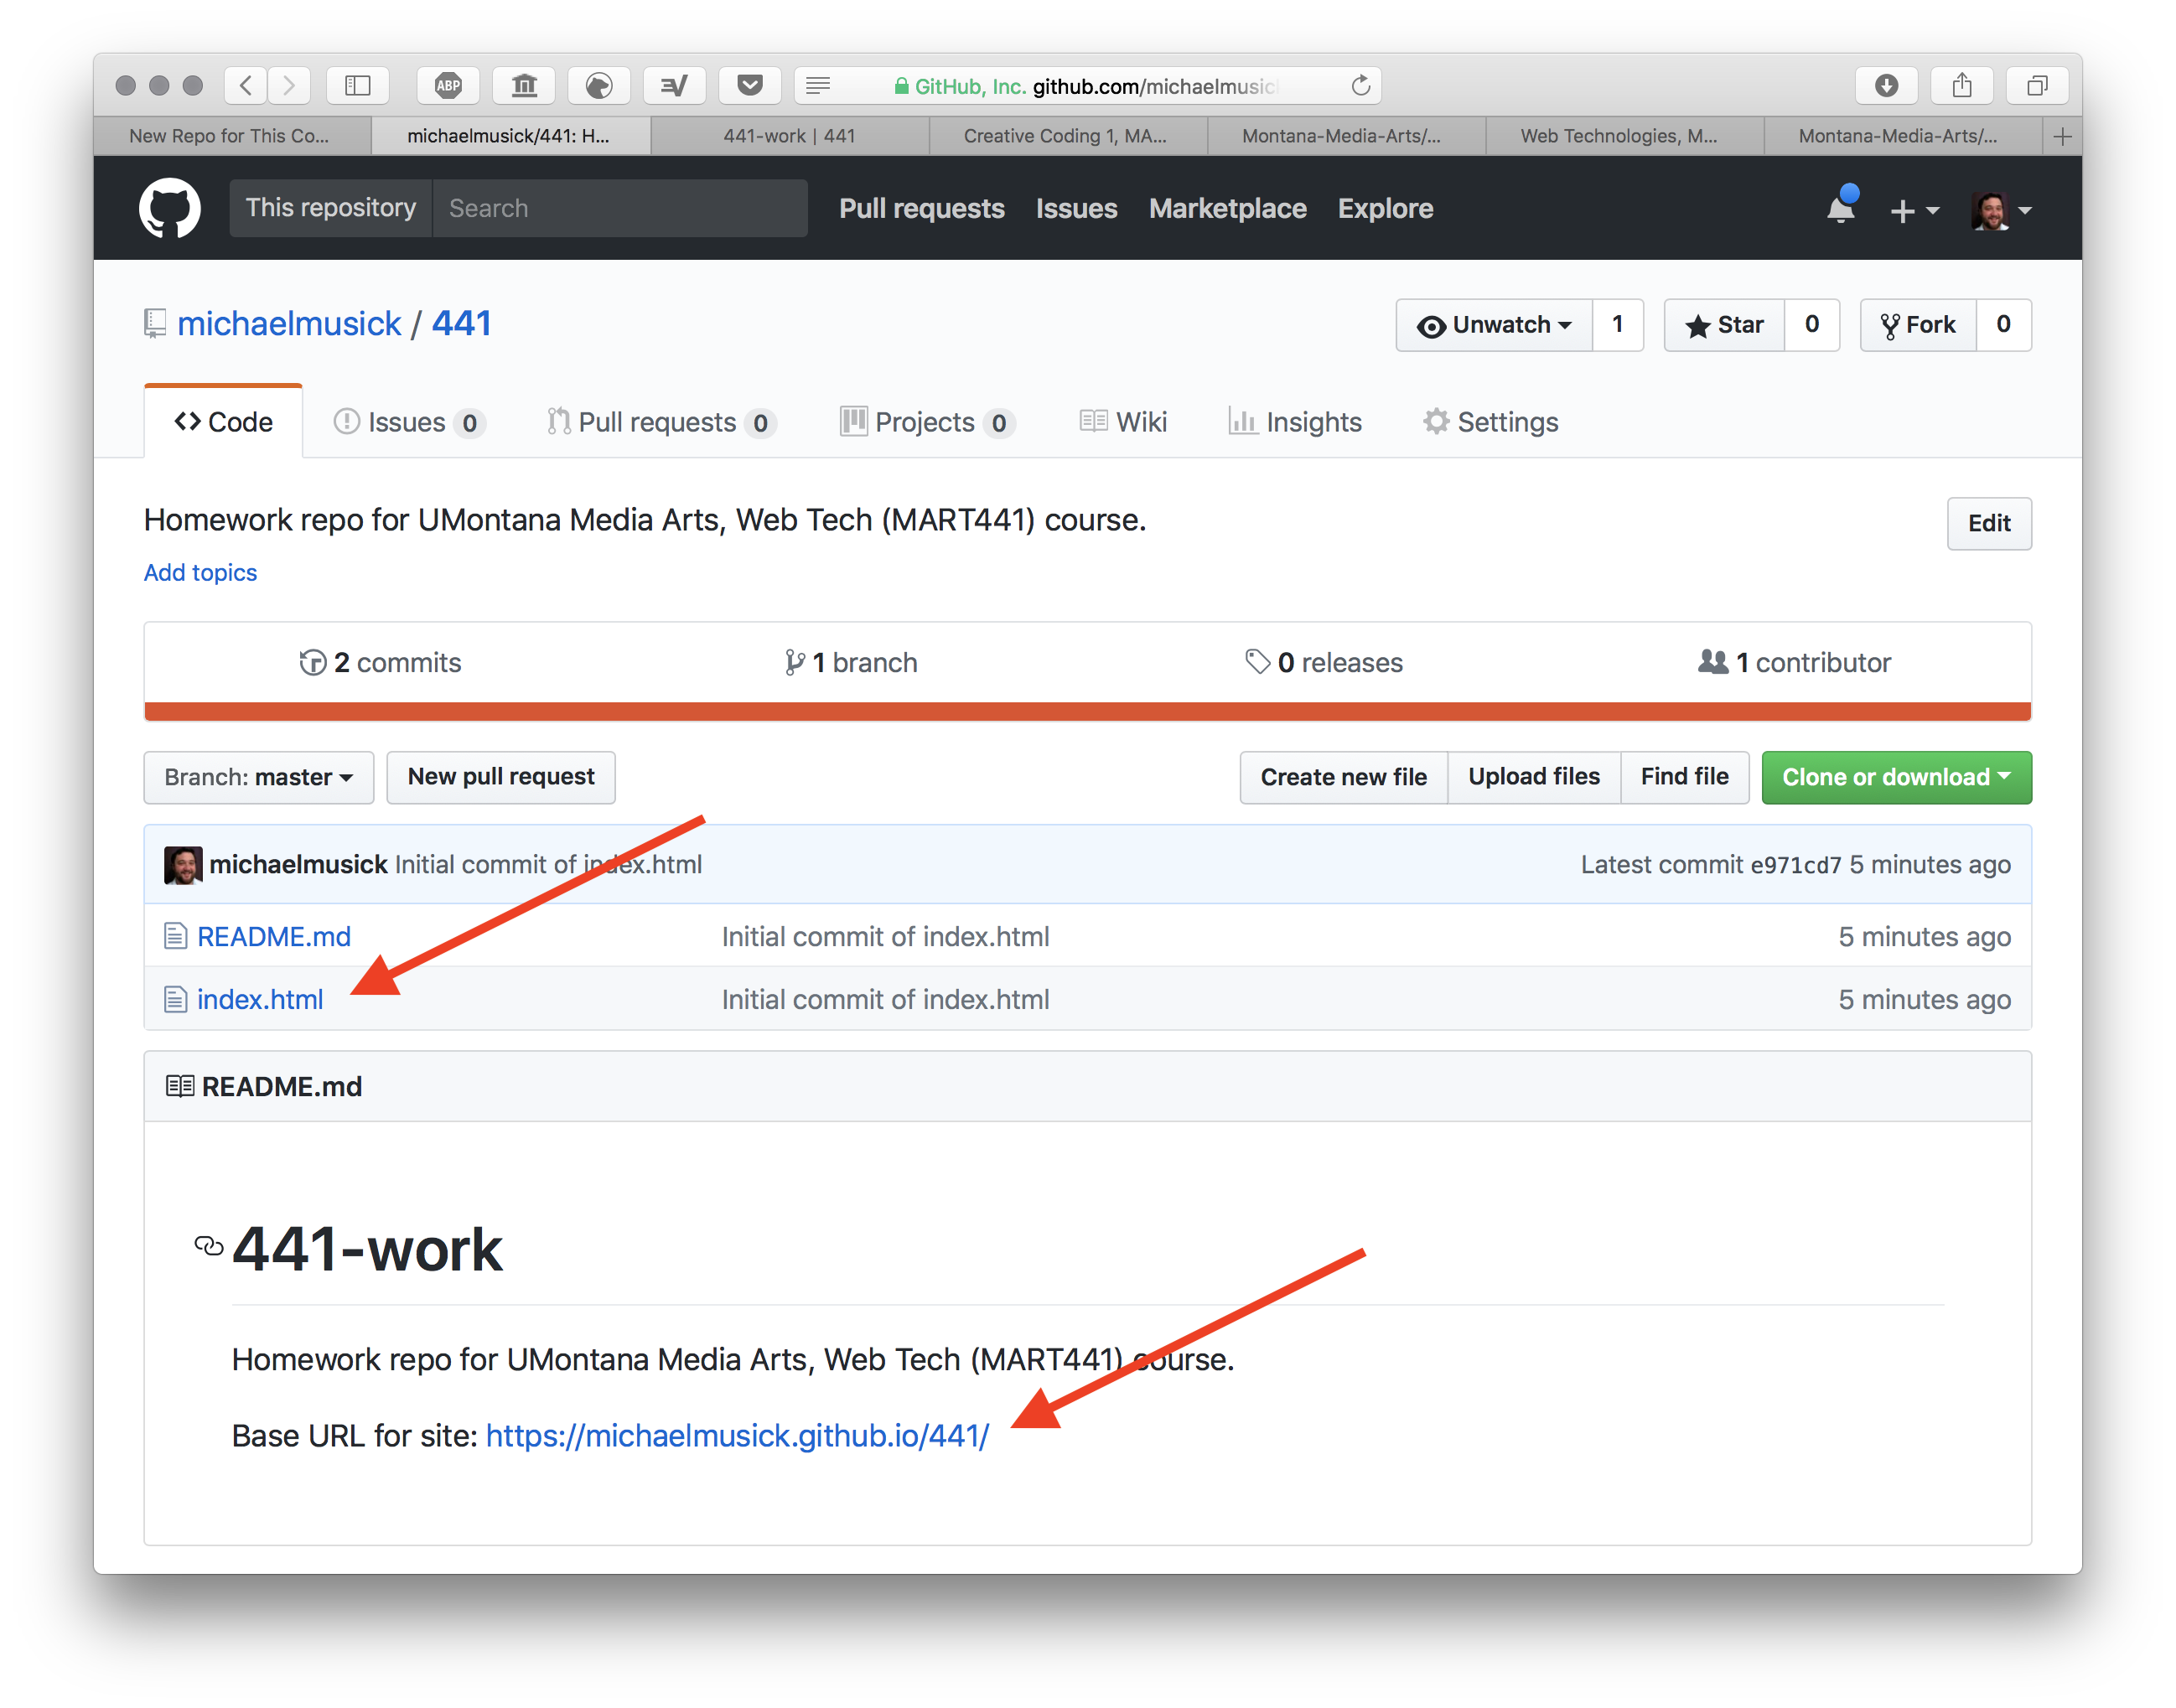 ABP
GitHub, Inc. github.com/michaelmusic
New Repo for This Co... michaelmusick/441: H... 441-work | 441 Creative Coding 1, MA... Montana-Media-Arts/... Web Technologies, M... Montana-Media-Arts/...
This repository Search Pull requests Issues Marketplace Explore
michaelmusick / 441 Unwatch 1 Star 0 Fork 0
Code Issues 0 Pull requests 0 Projects 0 Wiki Insights Settings
Homework repo for UMontana Media Arts, Web Tech (MART441) course. Edit
Add topics
2 commits 1 branch 0 releases 1 contributor
Branch: master New pull request Create new file Upload files Find file Clone or download
michaelmusick Initial commit of index.html Latest commit e971cd7 5 minutes ago
README.md Initial commit of index.html 5 minutes ago
index.html Initial commit of index.html 5 minutes ago
README.md
441-work
Homework repo for UMontana Media Arts, Web Tech (MART441) course.
Base URL for site: https://michaelmusick.github.io/441/